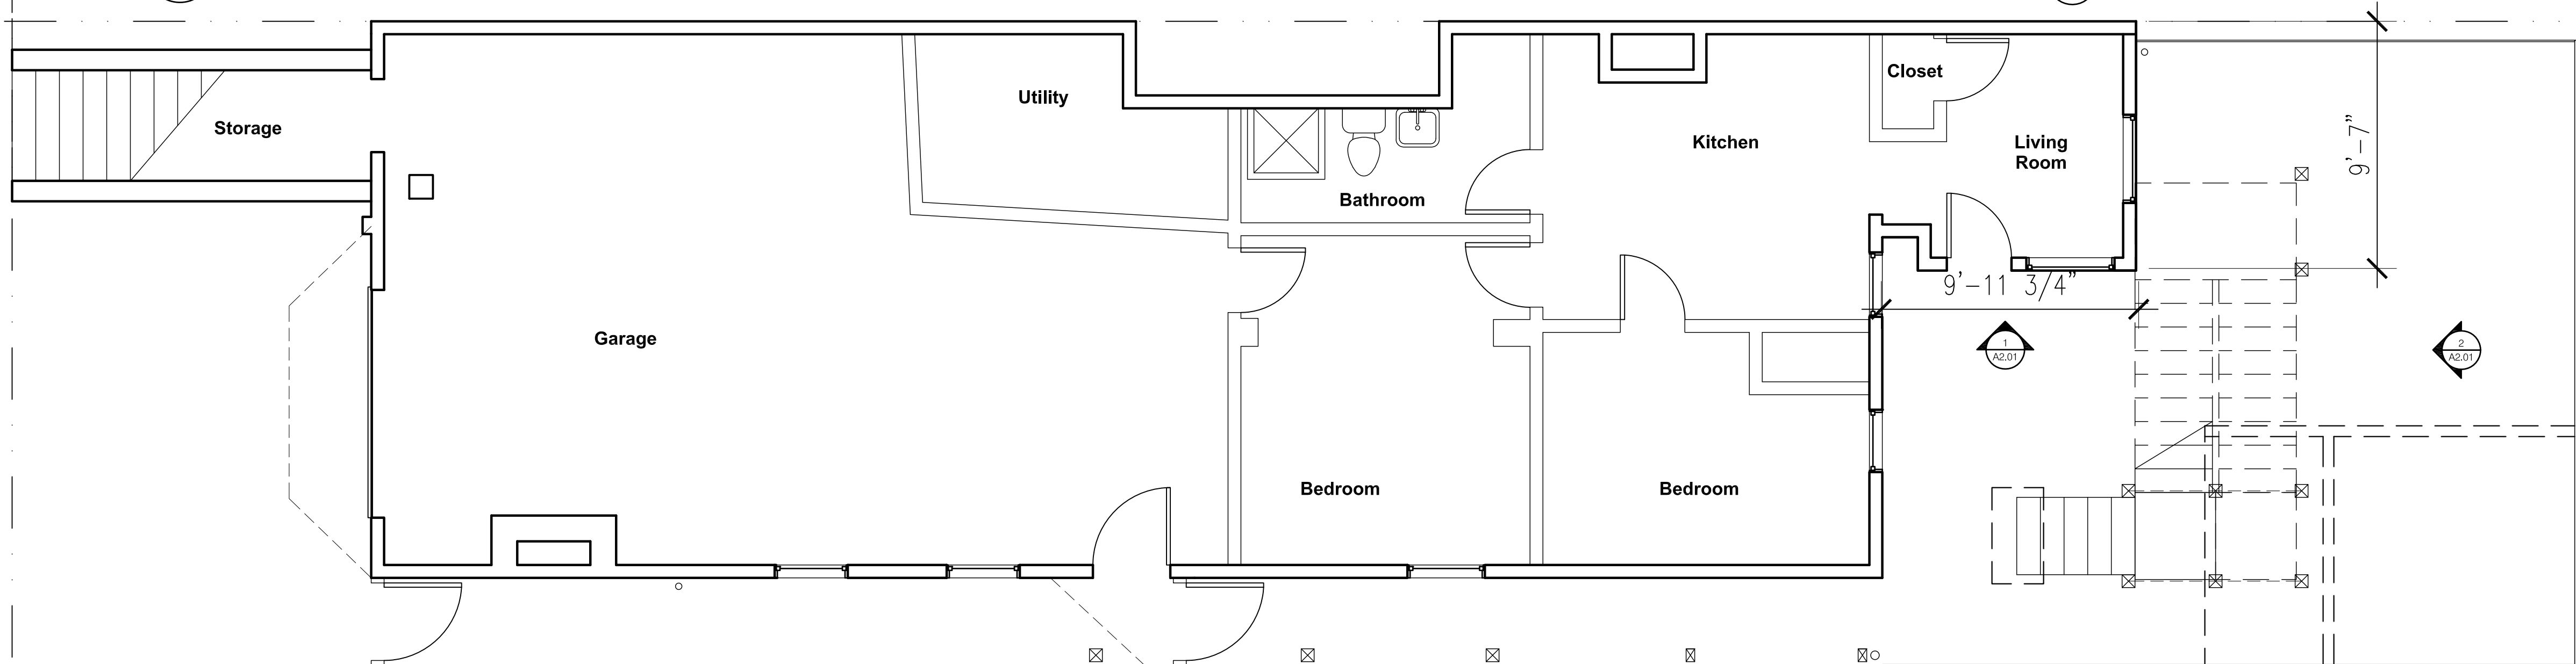 Storage
Utility
Closet
Kitchen
Living
Room
Bathroom
9'-7"
9'-11 3/4"
Garage
1
A2.01
2
A2.01
Bedroom
Bedroom